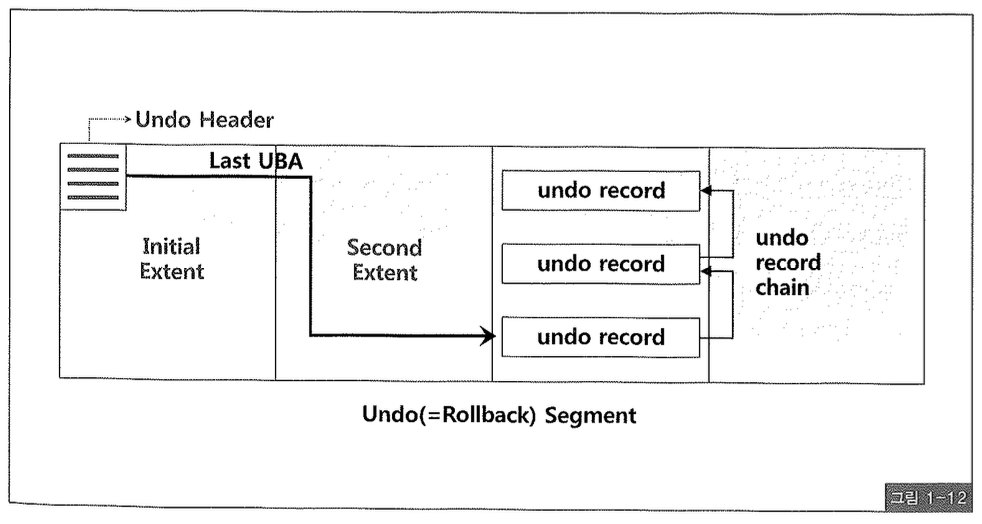 Undo Header
Last UBA
Initial
Extent
Second
Extent
undo record
undo record
undo record
undo
record
chain
Undo(=Rollback) Segment
그림 1-12